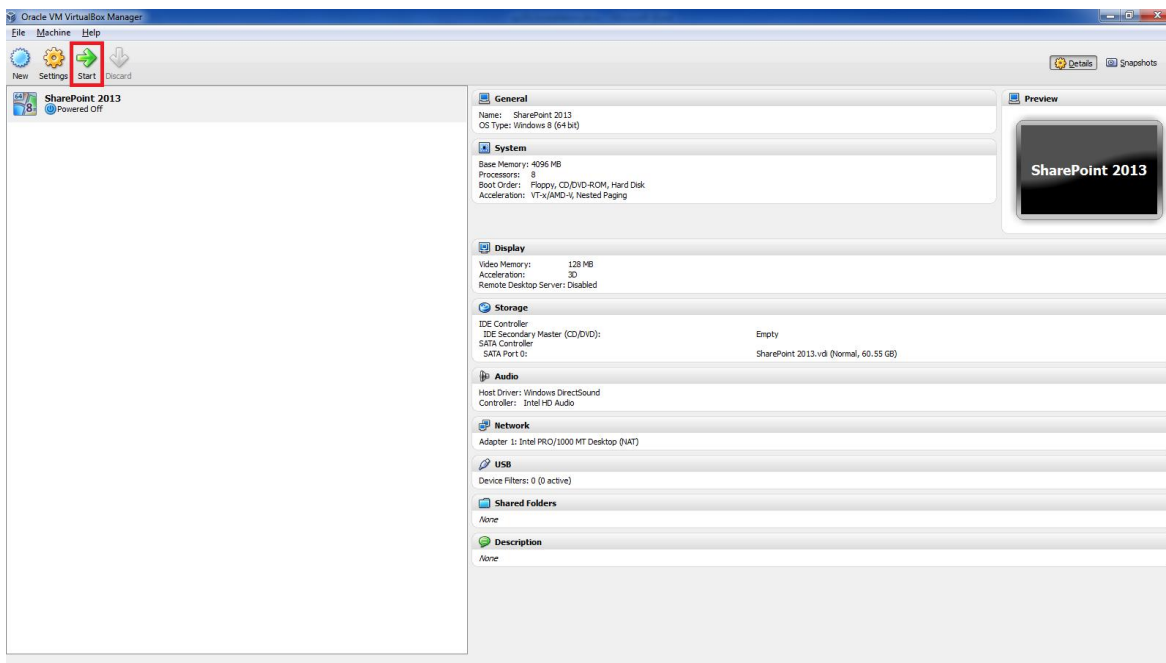 Oracle VM VirtualBox Manager
File Machine Help
New Settings Start Discard
Details Snapshots
64 8
SharePoint 2013
Powered Off
General
Name: SharePoint 2013
OS Type: Windows 8 (64 bit)
System
Base Memory: 4096 MB
Processors: 8
Boot Order: Floppy, CD/DVD-ROM, Hard Disk
Acceleration: VT-x/AMD-V, Nested Paging
Preview
SharePoint 2013
Display
Video Memory: 128 MB
Acceleration: 3D
Remote Desktop Server: Disabled
Storage
IDE Controller
IDE Secondary Master (CD/DVD): Empty
SATA Controller
SATA Port 0: SharePoint 2013.vdi (Normal, 60.55 GB)
Audio
Host Driver: Windows DirectSound
Controller: Intel HD Audio
Network
Adapter 1: Intel PRO/1000 MT Desktop (NAT)
USB
Device Filters: 0 (0 active)
Shared Folders
None
Description
None